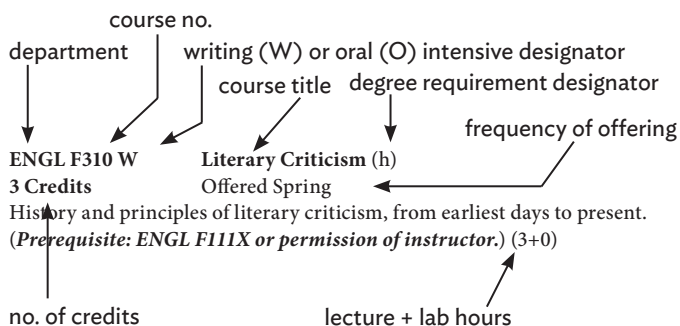 course no.
department writing (W) or oral (O) intensive designator
course title degree requirement designator
frequency of offering
ENGL F310 W Literary Criticism (h)
3 Credits Offered Spring
History and principles of literary criticism, from earliest days to present.
(Prerequisite: ENGL F111X or permission of instructor.) (3+0)
no. of credits lecture + lab hours